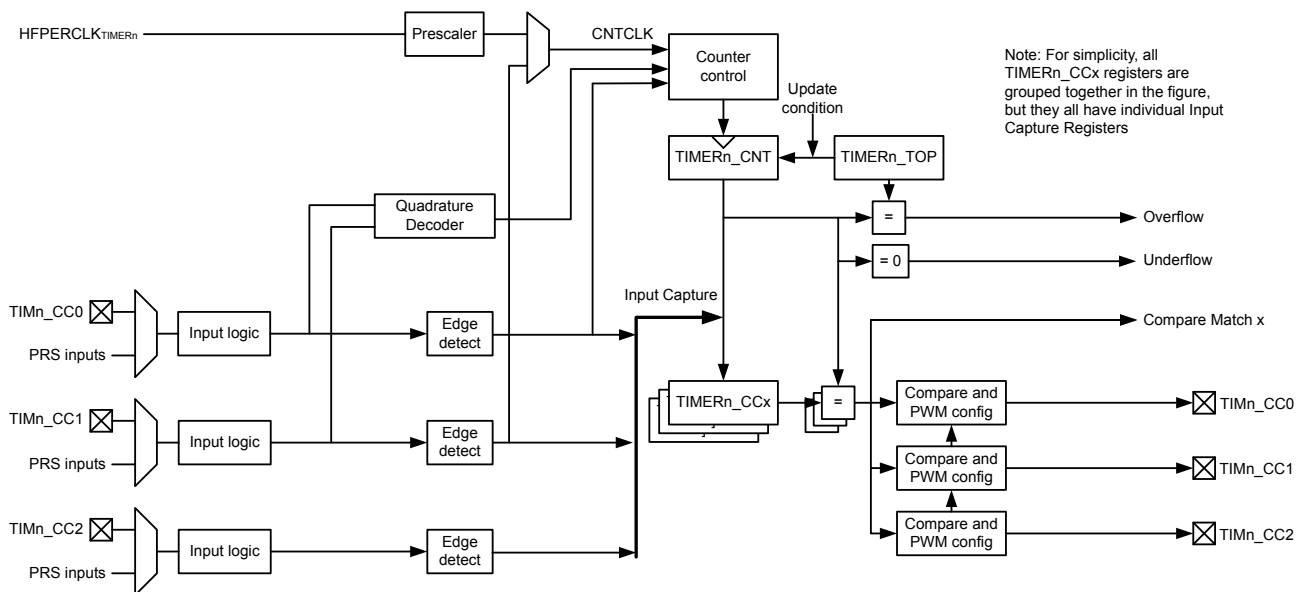 HFPERCLKTIMERn
Prescaler
CNTCLK
Counter
control
Note: For simplicity, all
TIMERn_CCx registers are
grouped together in the figure,
but they all have individual Input
Capture Registers
Update
condition
TIMERn_CNT
TIMERn_TOP
Quadrature
Decoder
=
Overflow
= 0
Underflow
Input Capture
TIMn_CC0
PRS inputs
Input logic
Edge
detect
Compare Match x
TIMERn_CCx
=
Compare and
PWM config
TIMn_CC0
TIMn_CC1
PRS inputs
Input logic
Edge
detect
Compare and
PWM config
TIMn_CC1
TIMn_CC2
PRS inputs
Input logic
Edge
detect
Compare and
PWM config
TIMn_CC2